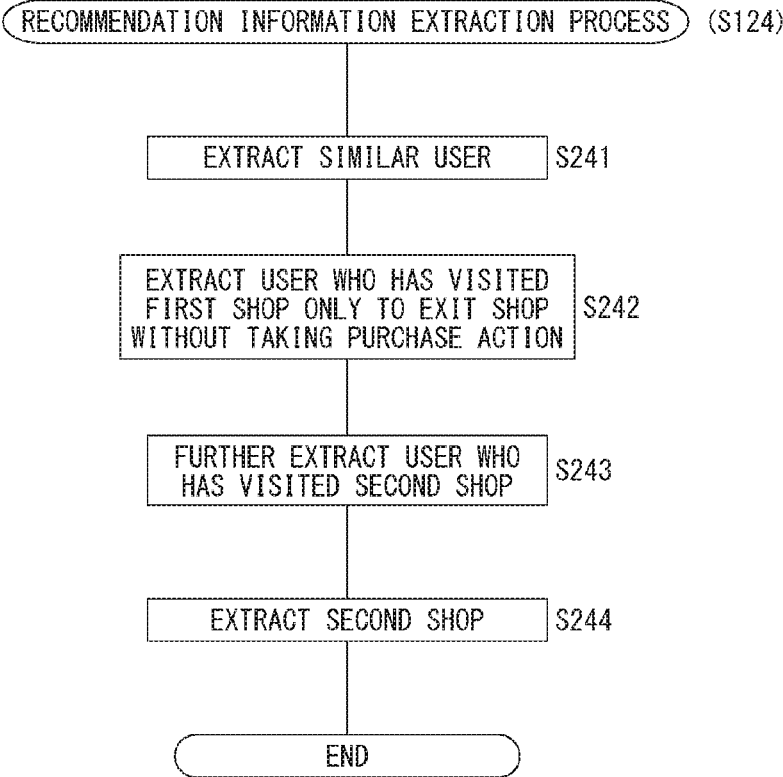 RECOMMENDATION INFORMATION EXTRACTION PROCESS (S124)
EXTRACT SIMILAR USER S241
EXTRACT USER WHO HAS VISITED
FIRST SHOP ONLY TO EXIT SHOP S242
WITHOUT TAKING PURCHASE ACTION
FURTHER EXTRACT USER WHO
HAS VISITED SECOND SHOP S243
EXTRACT SECOND SHOP S244
END